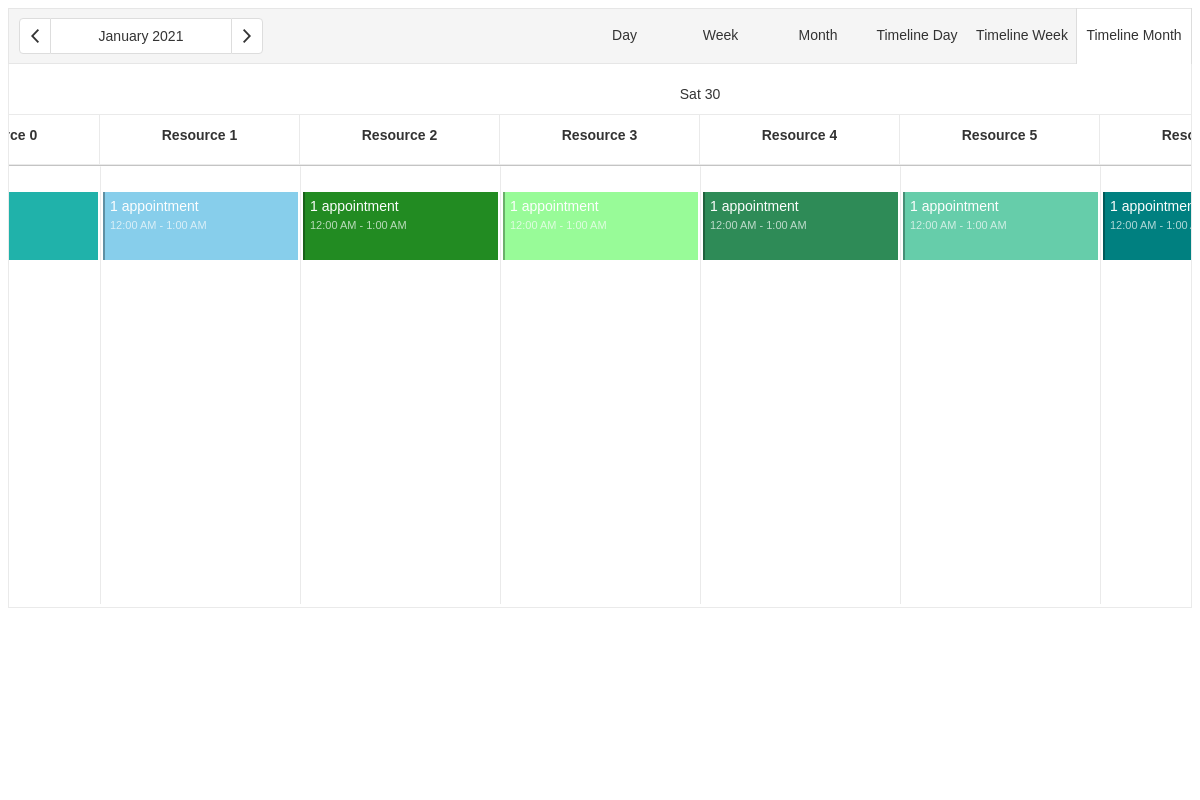 January 2021 Day Week Month Timeline Day Timeline Week Timeline Month
Sat 30
ce 0 Resource 1 Resource 2 Resource 3 Resource 4 Resource 5
1 appointment 1 appointment 1 appointment 1 appointment 1 appointment 1 appointmen
12:00 AM - 1:00 AM 12:00 AM - 1:00 AM 12:00 AM - 1:00 AM 12:00 AM - 1:00 AM 12:00 AM - 1:00 AM 12:00 AM - 1:00